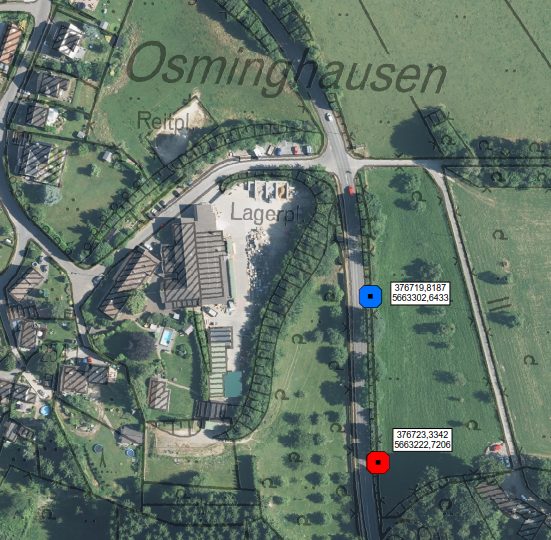 Osminghausen
Reitpl.
Lagerpl.
376719,8187
5663302,6433
376723,3342
5663222,7206